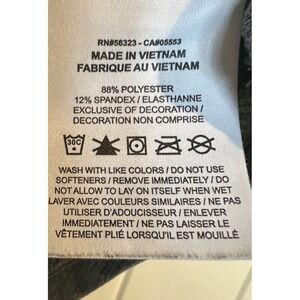 RN#56323 - CA#05553
MADE IN VIETNAM
FABRIQUE AU VIETNAM
88% POLYESTER
12% SPANDEX / ELASTHANNE
EXCLUSIVE OF DECORATION /
DECORATION NON COMPRISE
30C
WASH WITH LIKE COLORS / DO NOT USE
SOFTENERS / REMOVE IMMEDIATELY / DO
NOT ALLOW TO LAY ON ITSELF WHEN WET
LAVER AVEC COULEURS SIMILAIRES / NE PAS
UTILISER D'ADOUCISSEUR / ENLEVER
IMMEDIATEMENT / NE PAS LAISSER LE
VÊTEMENT PLIÉ LORSQU'IL EST MOUILLÉ